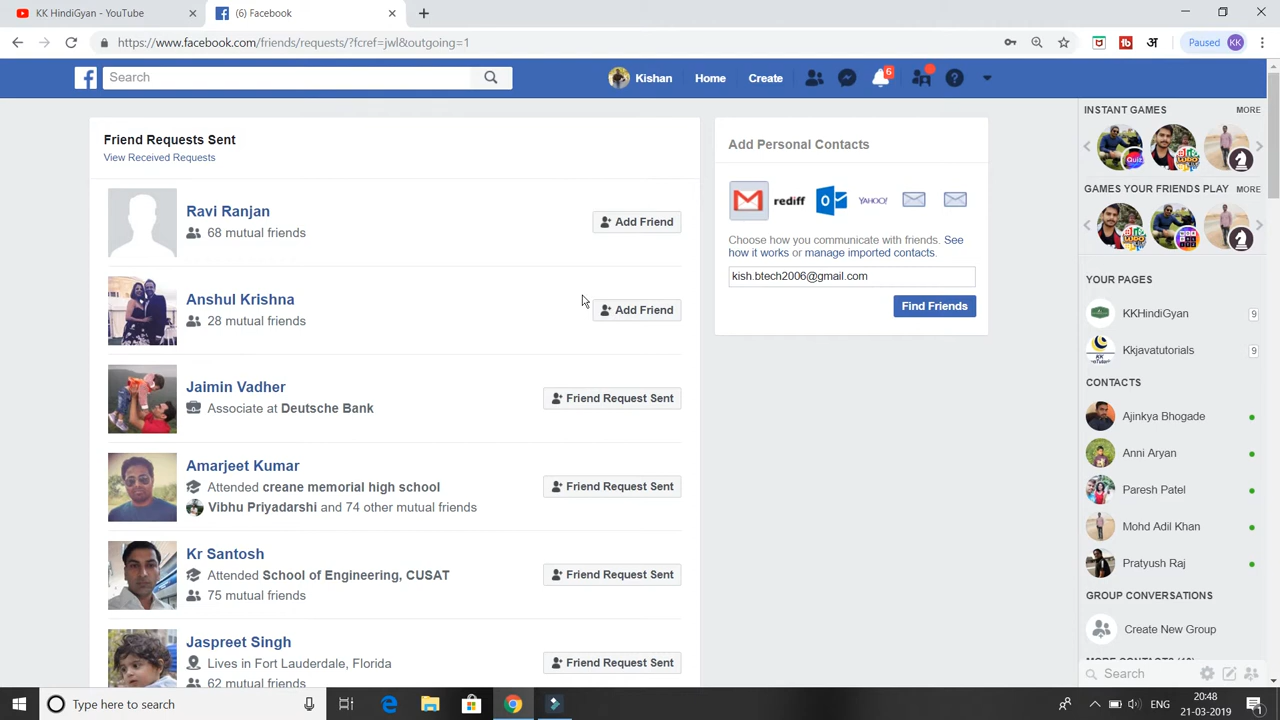 KK HindiGyan - YouTube
(6) Facebook
https://www.facebook.com/friends/requests/?fcref=jwl&outgoing=1
Paused KK
Search
Kishan
Home
Create
6
Friend Requests Sent
View Received Requests
Ravi Ranjan
68 mutual friends
Add Friend
Anshul Krishna
28 mutual friends
Add Friend
Jaimin Vadher
Associate at Deutsche Bank
Friend Request Sent
Amarjeet Kumar
Attended creane memorial high school
Vibhu Priyadarshi and 74 other mutual friends
Friend Request Sent
Kr Santosh
Attended School of Engineering, CUSAT
75 mutual friends
Friend Request Sent
Jaspreet Singh
Lives in Fort Lauderdale, Florida
62 mutual friends
Friend Request Sent
Add Personal Contacts
rediff
YAHOO!
Choose how you communicate with friends. See
how it works or manage imported contacts.
kish.btech2006@gmail.com
Find Friends
INSTANT GAMES MORE
GAMES YOUR FRIENDS PLAY MORE
YOUR PAGES
KKHindiGyan 9
Kkjavatutorials 9
CONTACTS
Ajinkya Bhogade
Anni Aryan
Paresh Patel
Mohd Adil Khan
Pratyush Raj
GROUP CONVERSATIONS
Create New Group
Search
Type here to search
ENG
20:48
21-03-2019